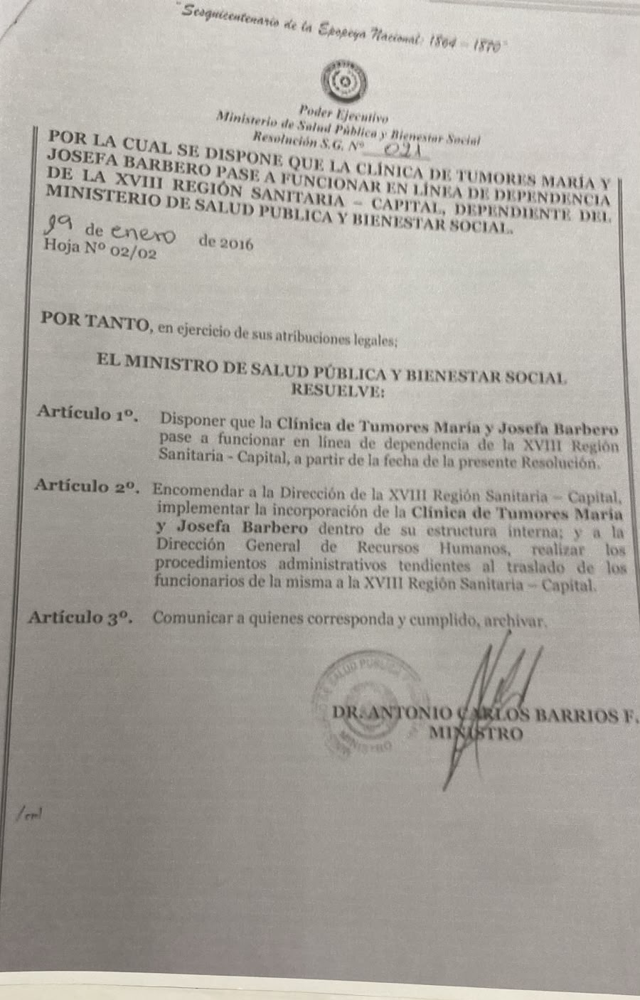 "Sesquicentenario de la Epopeya Nacional: 1864 - 1870"
Poder Ejecutivo
Ministerio de Salud Pública y Bienestar Social
Resolución S.G. Nº 021
POR LA CUAL SE DISPONE QUE LA CLÍNICA DE TUMORES MARÍA Y
JOSEFA BARBERO PASE A FUNCIONAR EN LÍNEA DE DEPENDENCIA
DE LA XVIII REGIÓN SANITARIA – CAPITAL, DEPENDIENTE DEL
MINISTERIO DE SALUD PUBLICA Y BIENESTAR SOCIAL.
de enero de 2016
Hoja Nº 02/02
POR TANTO, en ejercicio de sus atribuciones legales;
EL MINISTRO DE SALUD PÚBLICA Y BIENESTAR SOCIAL
RESUELVE:
Artículo 1º. Disponer que la Clínica de Tumores María y Josefa Barbero
pase a funcionar en línea de dependencia de la XVIII Región
Sanitaria - Capital, a partir de la fecha de la presente Resolución.
Artículo 2º. Encomendar a la Dirección de la XVIII Región Sanitaria – Capital,
implementar la incorporación de la Clínica de Tumores María
y Josefa Barbero dentro de su estructura interna; y a la
Dirección General de Recursos Humanos, realizar los
procedimientos administrativos tendientes al traslado de los
funcionarios de la misma a la XVIII Región Sanitaria – Capital.
Artículo 3º. Comunicar a quienes corresponda y cumplido, archivar.
SALUD PUBLICA
MINISTRO
DR. ANTONIO CARLOS BARRIOS F.
MINISTRO